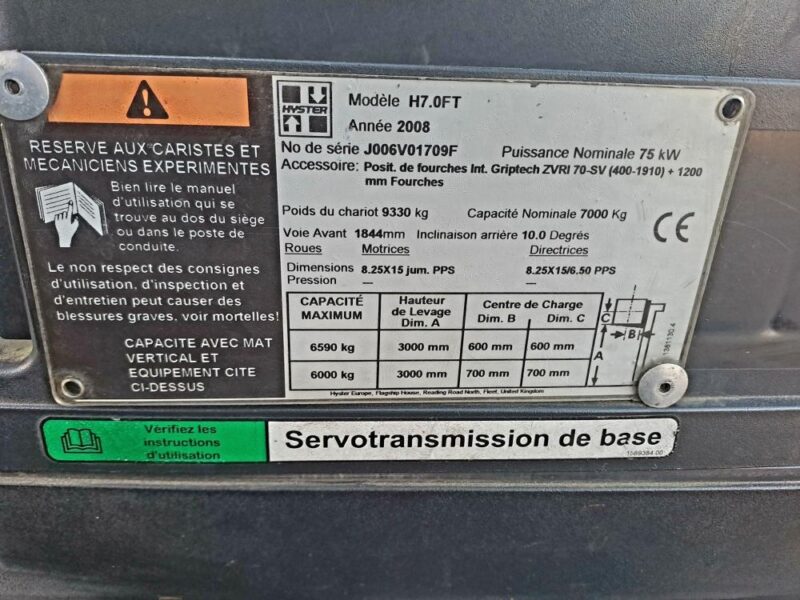 RESERVE AUX CARISTES ET
MECANICIENS EXPERIMENTES
Bien lire le manuel
d'utilisation qui se
trouve au dos du siége
ou dans le poste de
conduite.
Le non respect des consignes
d'utilisation, d'inspection et
d'entretien peut causer des
blessures graves, voir mortelles!
CAPACITE AVEC MAT
VERTICAL ET
EQUIPEMENT CITE
CI-DESSUS
HYSTER
Modèle H7.0FT
Année 2008
No de série J006V01709F Puissance Nominale 75 kW
Accessoire: Posit. de fourches Int. Griptech ZVRI 70-SV (400-1910) + 1200
mm Fourches
Poids du chariot 9330 kg Capacité Nominale 7000 Kg
CE
Voie Avant 1844mm Inclinaison arrière 10.0 Degrés
Roues Motrices Directrices
Dimensions 8.25X15 jum. PPS 8.25X15/6.50 PPS
Pression — —
CAPACITÉ MAXIMUM Hauteur de Levage Dim. A Centre de Charge Dim. B Dim. C
6590 kg 3000 mm 600 mm 600 mm
6000 kg 3000 mm 700 mm 700 mm
C B A
Hyster Europe, Flagship House, Reading Road North, Fleet, United Kingdom
Vérifiez les
instructions
d'utilisation
Servotransmission de base
1589384 00